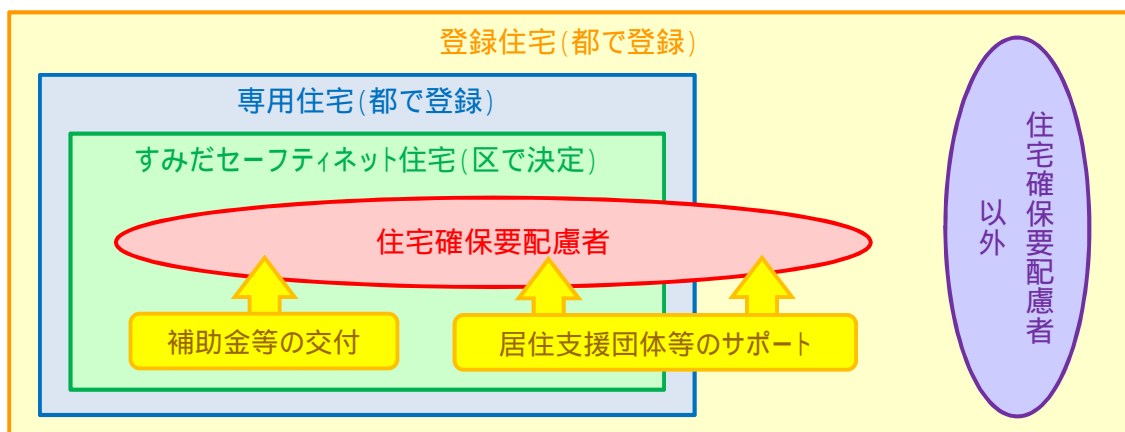 登録住宅(都で登録)
専用住宅(都で登録)
すみだセーフティネット住宅(区で決定)
住宅確保要配慮者
補助金等の交付
居住支援団体等のサポート
住宅確保要配慮者
以外